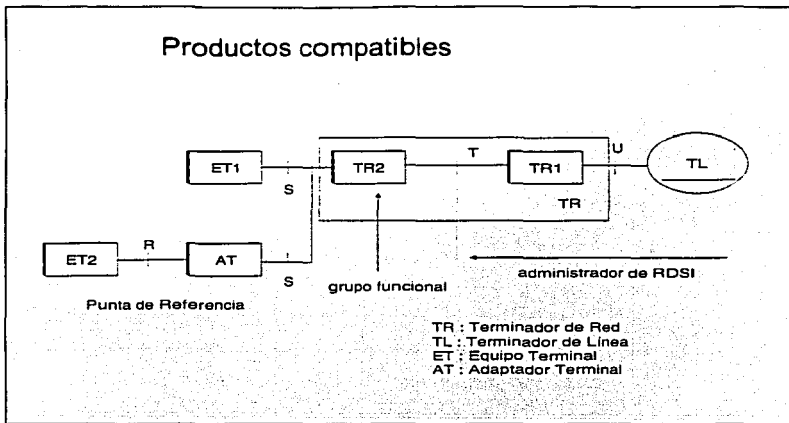 Productos compatibles
ET1
S
TR2
T
TR1
U
TL
TR
ET2
R
AT
S
Punta de Referencia
grupo funcional
administrador de RDSI
TR : Terminador de Red
TL : Terminador de Línea
ET : Equipo Terminal
AT : Adaptador Terminal